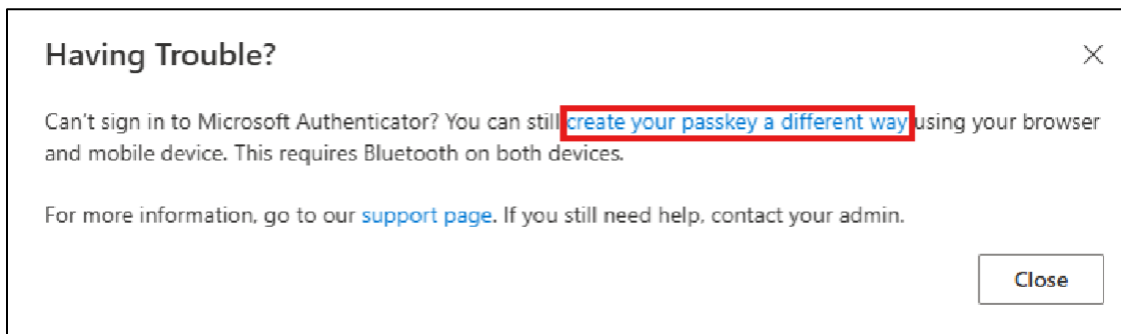 Having Trouble?
Can't sign in to Microsoft Authenticator? You can still create your passkey a different way using your browser
and mobile device. This requires Bluetooth on both devices.
For more information, go to our support page. If you still need help, contact your admin.
Close